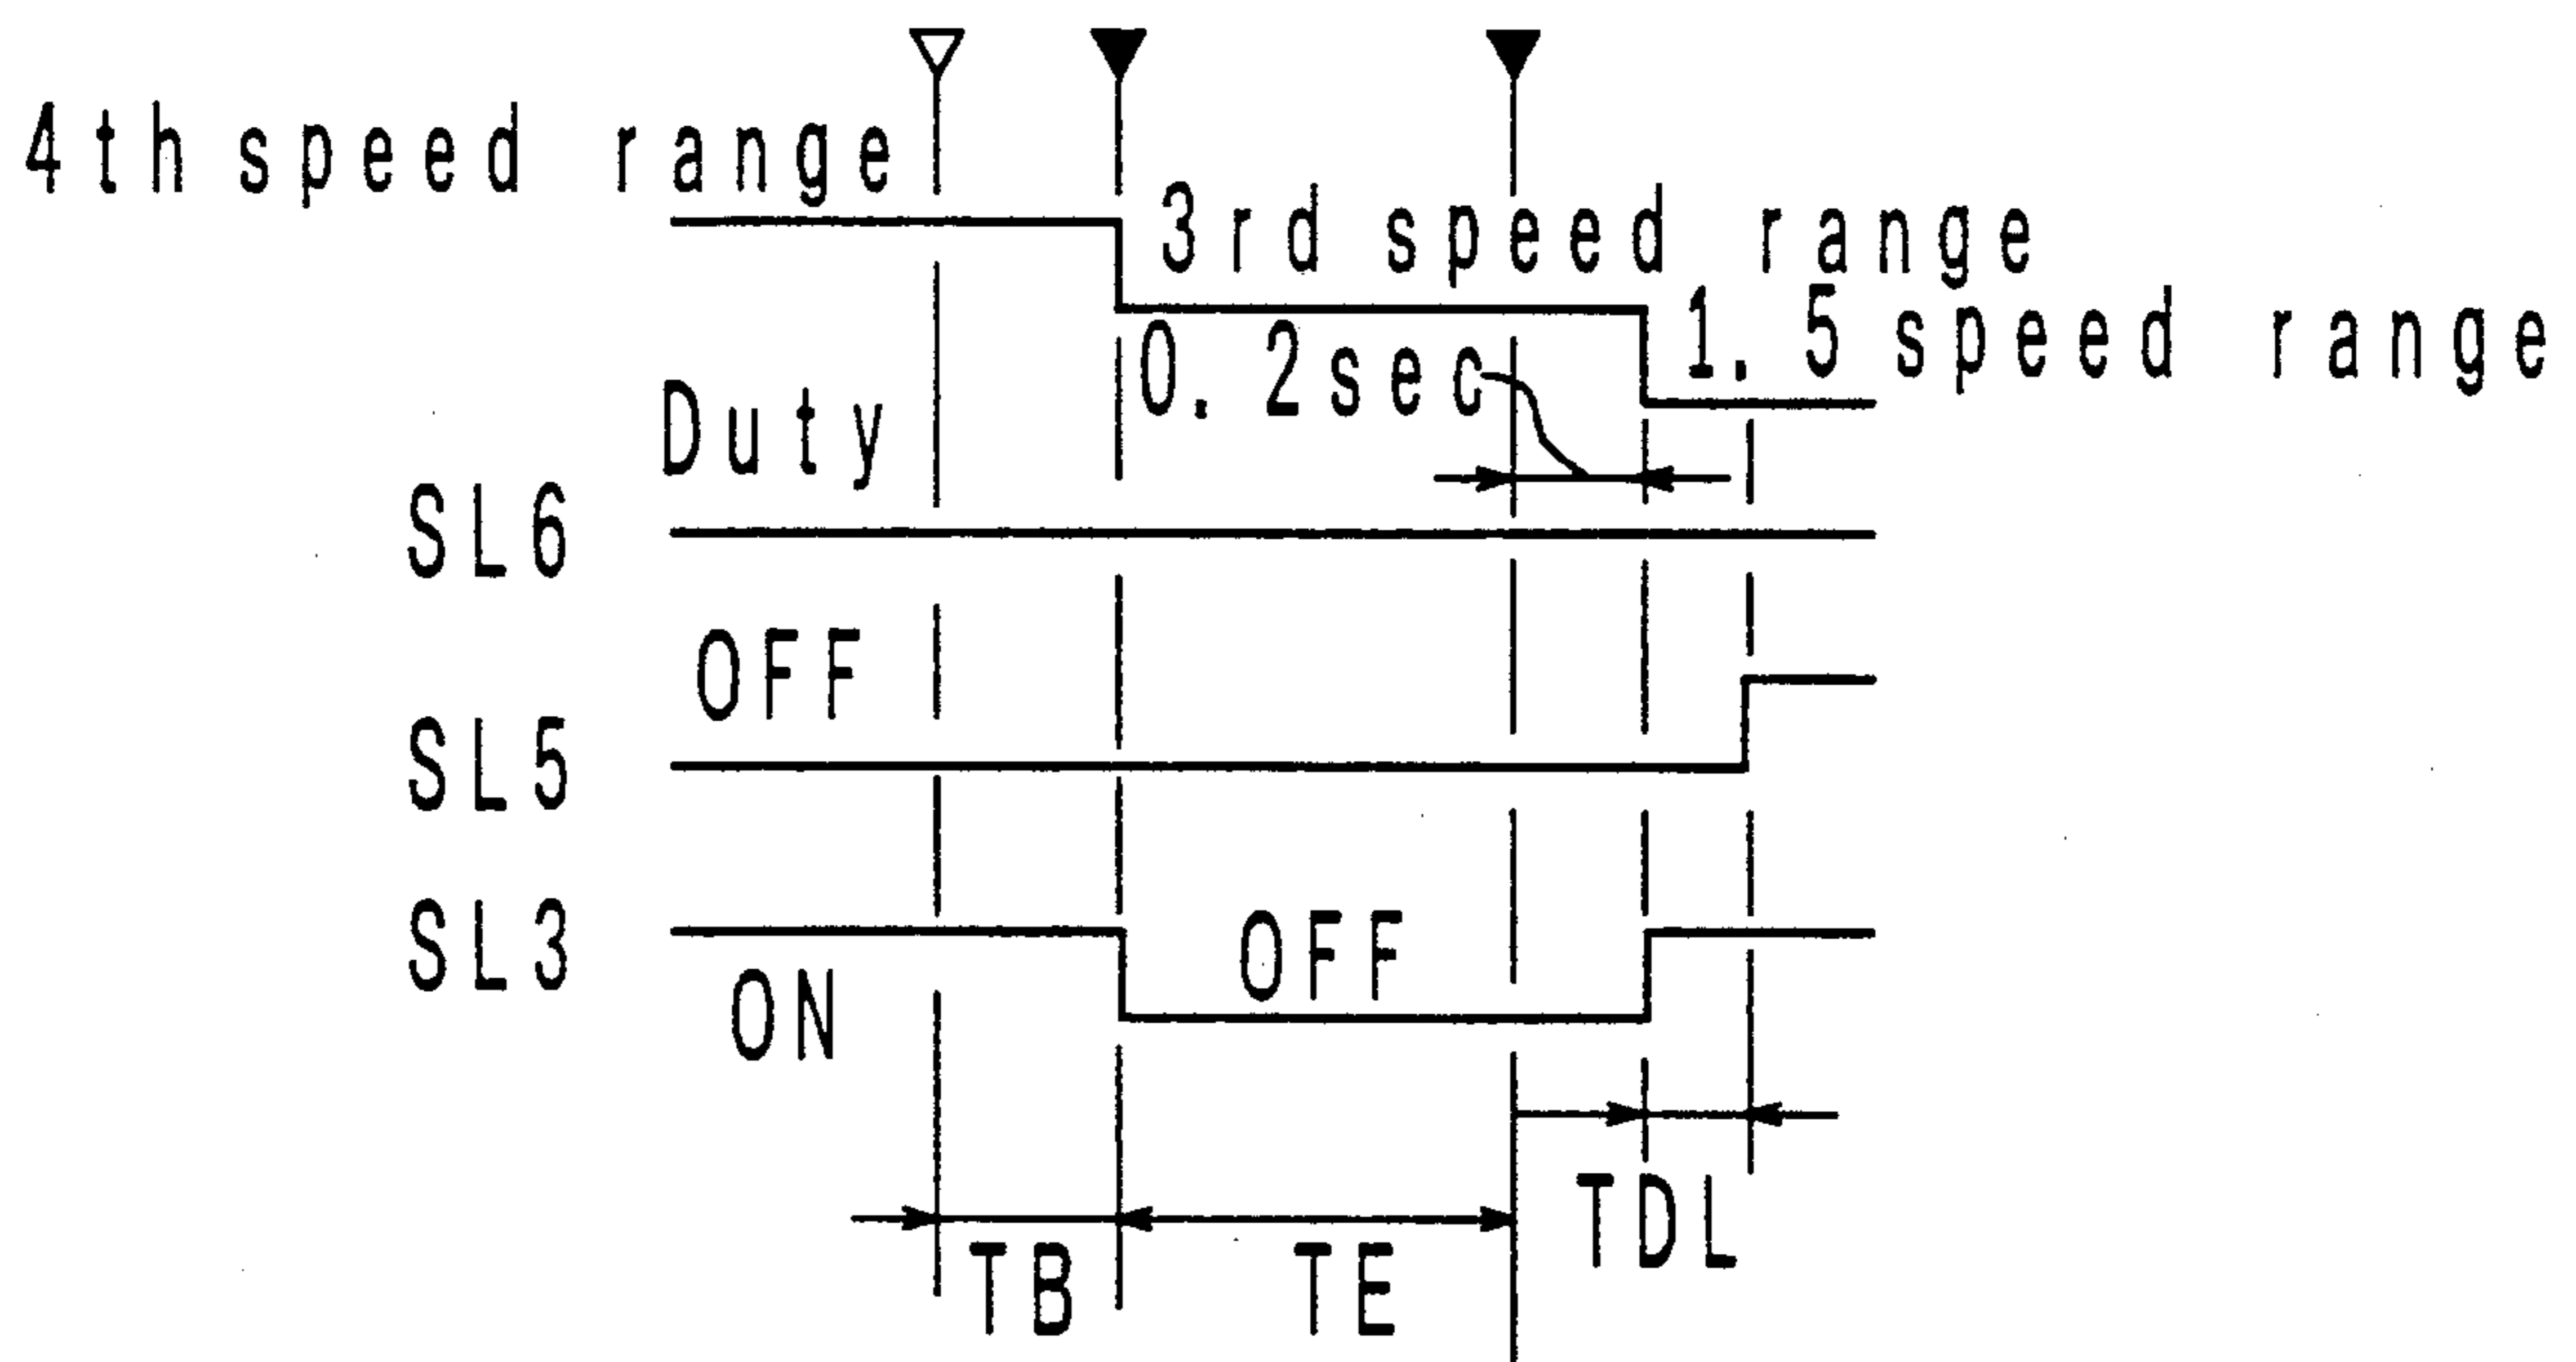 4th speed range
3rd speed range
0.2sec
1.5 speed range
Duty
SL6
OFF
SL5
SL3
OFF
ON
TDL
TB
TE